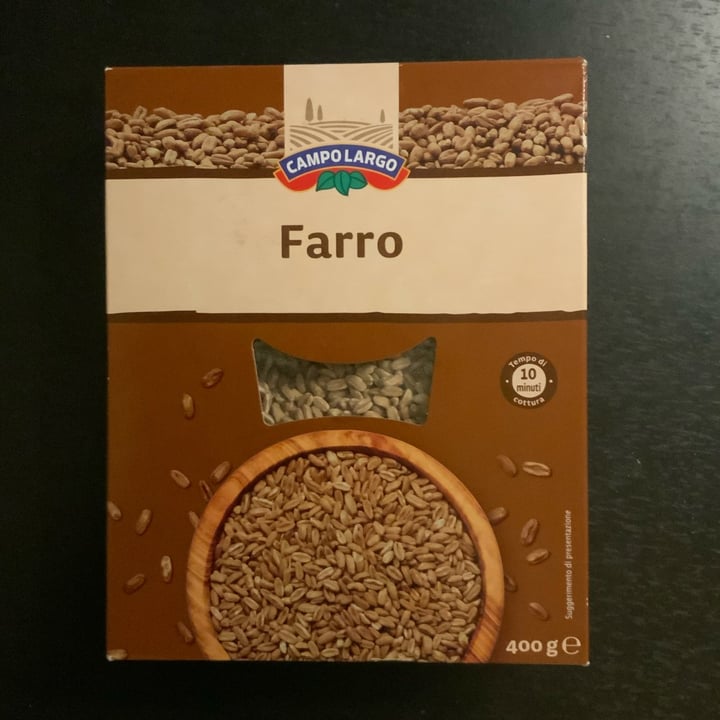 CAMPO LARGO
Farro
Tempo di
10
minuti
cottura
Suggerimento di presentazione
400 g e